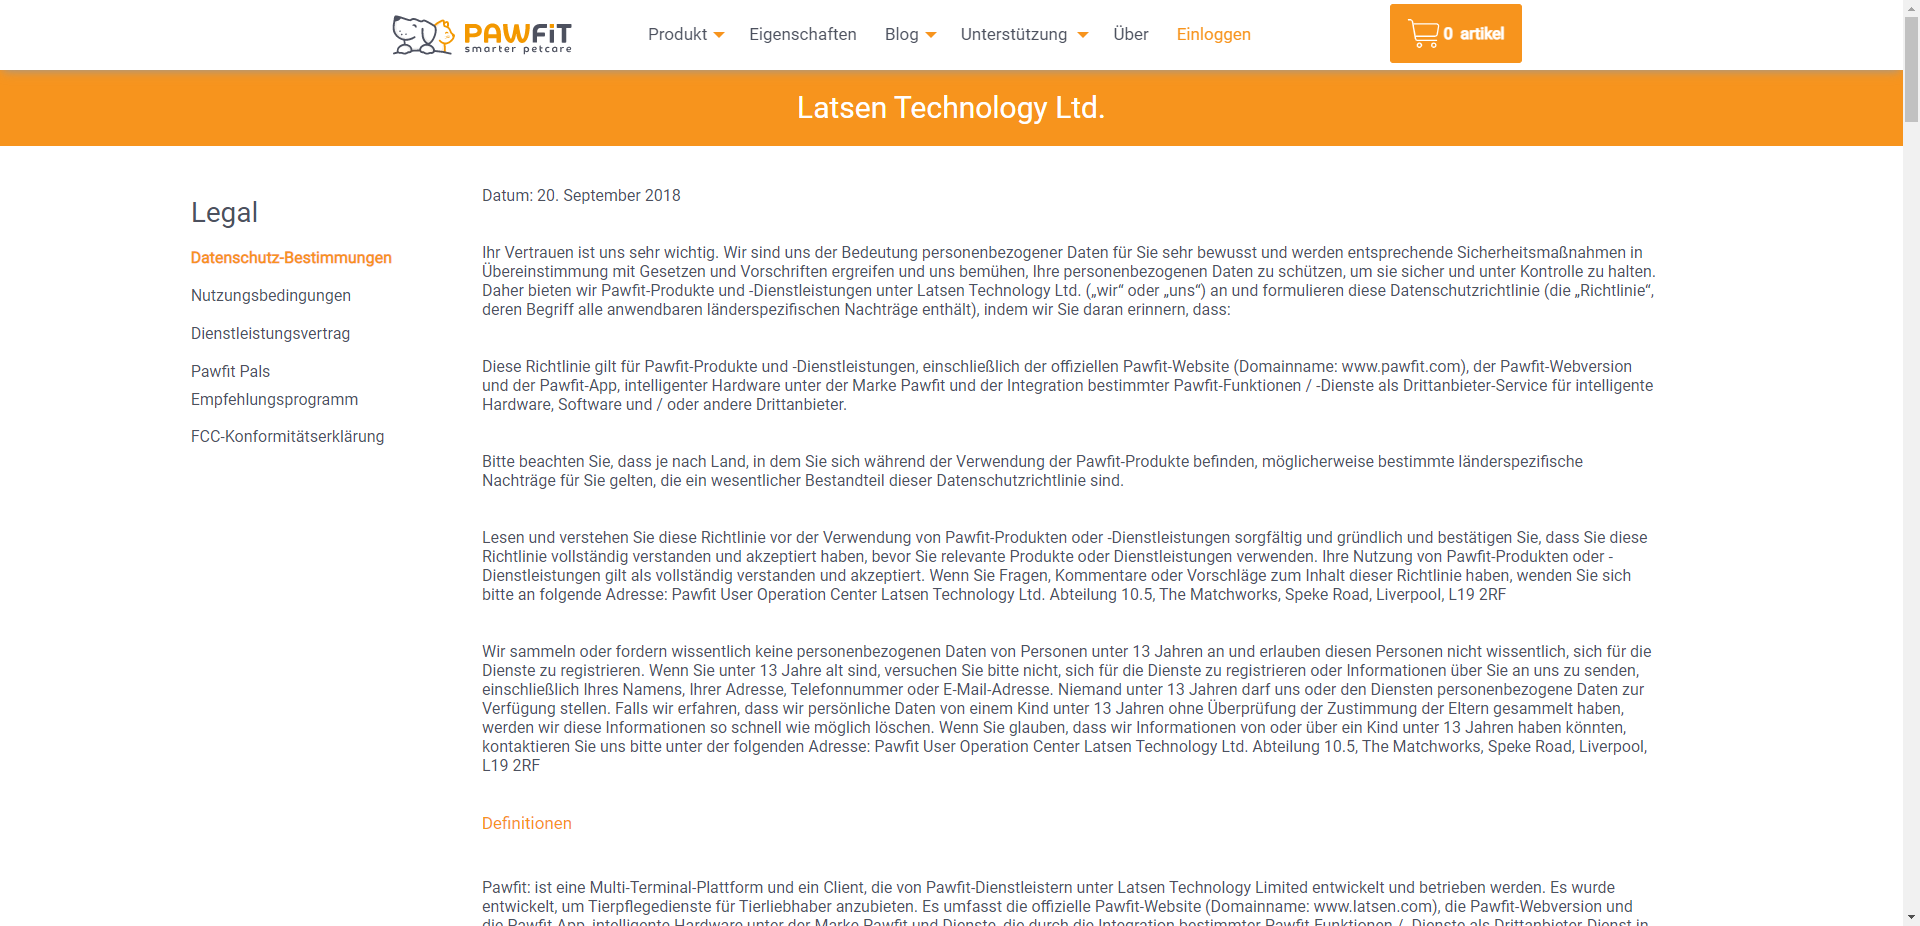 PAWFiT
smarter petcare
Produkt
Eigenschaften
Blog
Unterstützung
Über
Einloggen
0 artikel
Latsen Technology Ltd.
Legal
Datenschutz-Bestimmungen
Nutzungsbedingungen
Dienstleistungsvertrag
Pawfit Pals
Empfehlungsprogramm
FCC-Konformitätserklärung
Datum: 20. September 2018
Ihr Vertrauen ist uns sehr wichtig. Wir sind uns der Bedeutung personenbezogener Daten für Sie sehr bewusst und werden entsprechende Sicherheitsmaßnahmen in
Übereinstimmung mit Gesetzen und Vorschriften ergreifen und uns bemühen, Ihre personenbezogenen Daten zu schützen, um sie sicher und unter Kontrolle zu halten.
Daher bieten wir Pawfit-Produkte und -Dienstleistungen unter Latsen Technology Ltd. („wir“ oder „uns“) an und formulieren diese Datenschutzrichtlinie (die „Richtlinie“,
deren Begriff alle anwendbaren länderspezifischen Nachträge enthält), indem wir Sie daran erinnern, dass:
Diese Richtlinie gilt für Pawfit-Produkte und -Dienstleistungen, einschließlich der offiziellen Pawfit-Website (Domainname: www.pawfit.com), der Pawfit-Webversion
und der Pawfit-App, intelligenter Hardware unter der Marke Pawfit und der Integration bestimmter Pawfit-Funktionen / -Dienste als Drittanbieter-Service für intelligente
Hardware, Software und / oder andere Drittanbieter.
Bitte beachten Sie, dass je nach Land, in dem Sie sich während der Verwendung der Pawfit-Produkte befinden, möglicherweise bestimmte länderspezifische
Nachträge für Sie gelten, die ein wesentlicher Bestandteil dieser Datenschutzrichtlinie sind.
Lesen und verstehen Sie diese Richtlinie vor der Verwendung von Pawfit-Produkten oder -Dienstleistungen sorgfältig und gründlich und bestätigen Sie, dass Sie diese
Richtlinie vollständig verstanden und akzeptiert haben, bevor Sie relevante Produkte oder Dienstleistungen verwenden. Ihre Nutzung von Pawfit-Produkten oder -
Dienstleistungen gilt als vollständig verstanden und akzeptiert. Wenn Sie Fragen, Kommentare oder Vorschläge zum Inhalt dieser Richtlinie haben, wenden Sie sich
bitte an folgende Adresse: Pawfit User Operation Center Latsen Technology Ltd. Abteilung 10.5, The Matchworks, Speke Road, Liverpool, L19 2RF
Wir sammeln oder fordern wissentlich keine personenbezogenen Daten von Personen unter 13 Jahren an und erlauben diesen Personen nicht wissentlich, sich für die
Dienste zu registrieren. Wenn Sie unter 13 Jahre alt sind, versuchen Sie bitte nicht, sich für die Dienste zu registrieren oder Informationen über Sie an uns zu senden,
einschließlich Ihres Namens, Ihrer Adresse, Telefonnummer oder E-Mail-Adresse. Niemand unter 13 Jahren darf uns oder den Diensten personenbezogene Daten zur
Verfügung stellen. Falls wir erfahren, dass wir persönliche Daten von einem Kind unter 13 Jahren ohne Überprüfung der Zustimmung der Eltern gesammelt haben,
werden wir diese Informationen so schnell wie möglich löschen. Wenn Sie glauben, dass wir Informationen von oder über ein Kind unter 13 Jahren haben könnten,
kontaktieren Sie uns bitte unter der folgenden Adresse: Pawfit User Operation Center Latsen Technology Ltd. Abteilung 10.5, The Matchworks, Speke Road, Liverpool,
L19 2RF
Definitionen
Pawfit: ist eine Multi-Terminal-Plattform und ein Client, die von Pawfit-Dienstleistern unter Latsen Technology Limited entwickelt und betrieben werden. Es wurde
entwickelt, um Tierpflegedienste für Tierliebhaber anzubieten. Es umfasst die offizielle Pawfit-Website (Domainname: www.latsen.com), die Pawfit-Webversion und
die Pawfit-App, intelligente Hardware unter der Marke Pawfit und Dienste, die durch die Integration bestimmter Pawfit-Funktionen / -Dienste als Drittanbieter-Dienst in